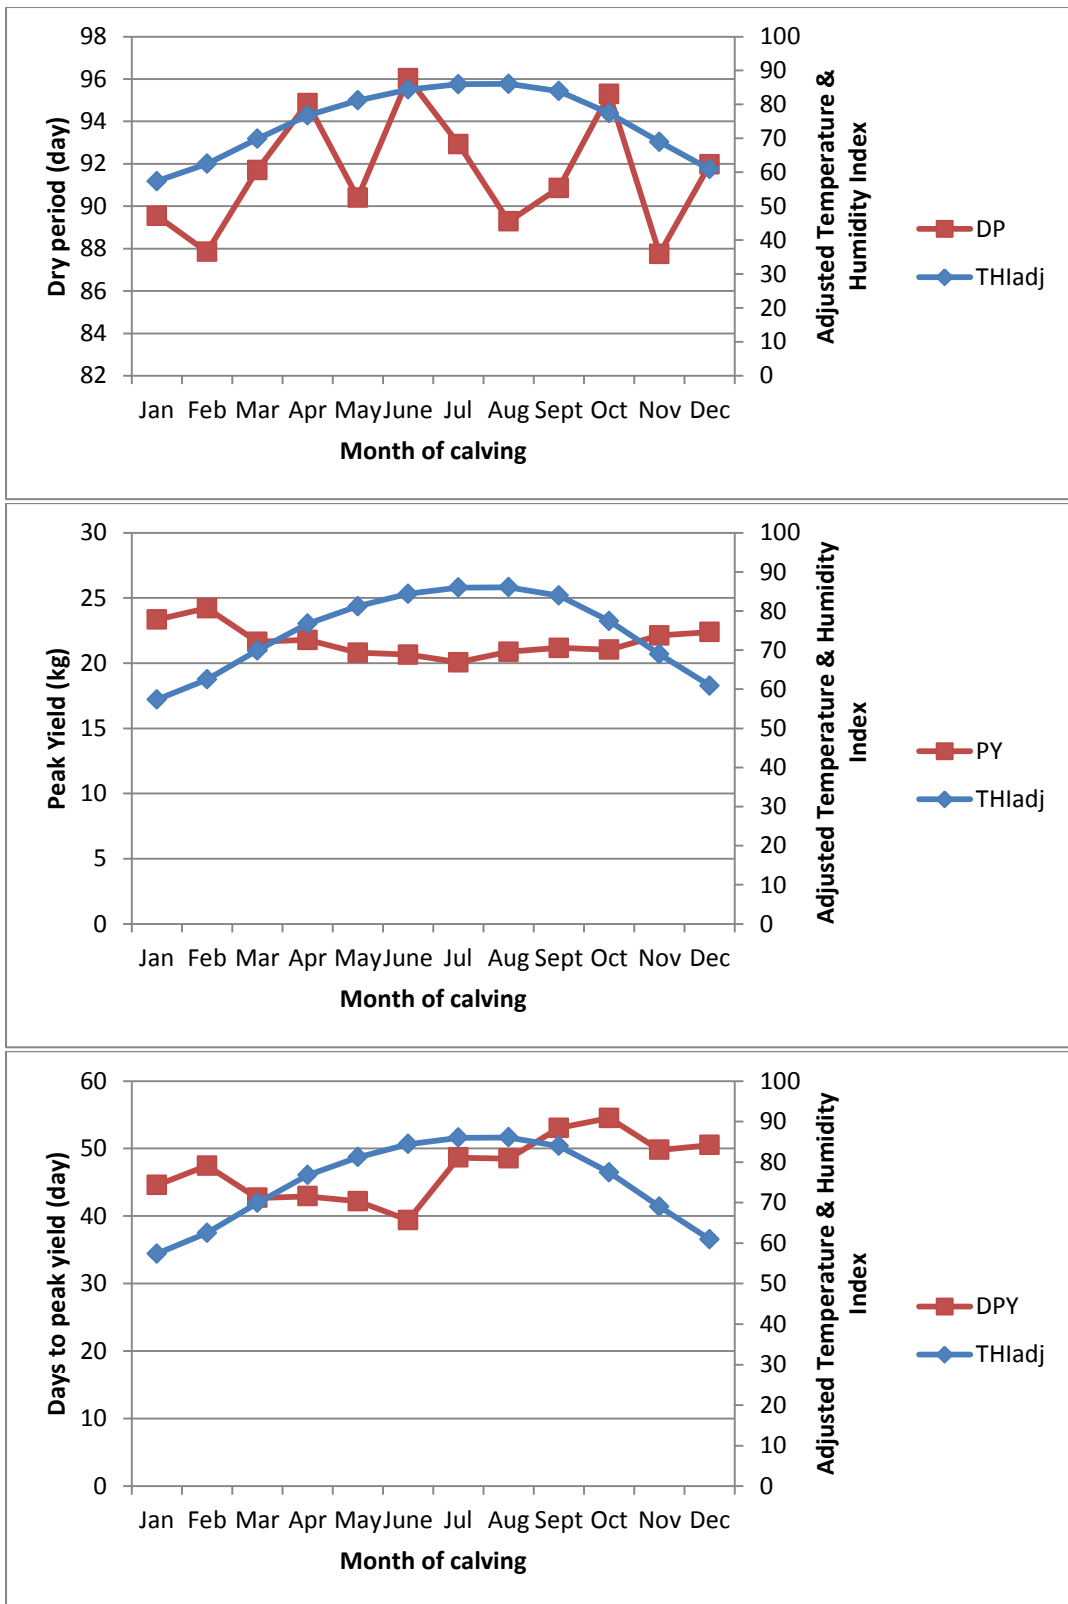 98
96
94
92
90
88
86
84
82
Dry period (day)
100
90
80
70
60
50
40
30
20
10
0
Adjusted Temperature &
Humidity Index
DP
THIadj
Jan Feb Mar Apr May June Jul Aug Sept Oct Nov Dec
Month of calving
30
25
20
15
10
5
0
Peak Yield (kg)
100
90
80
70
60
50
40
30
20
10
0
Adjusted Temperature & Humidity
Index
PY
THIadj
Jan Feb Mar Apr May June Jul Aug Sept Oct Nov Dec
Month of calving
60
50
40
30
20
10
0
Days to peak yield (day)
100
90
80
70
60
50
40
30
20
10
0
Adjusted Temperature & Humidity
Index
DPY
THIadj
Jan Feb Mar Apr May June Jul Aug Sept Oct Nov Dec
Month of calving